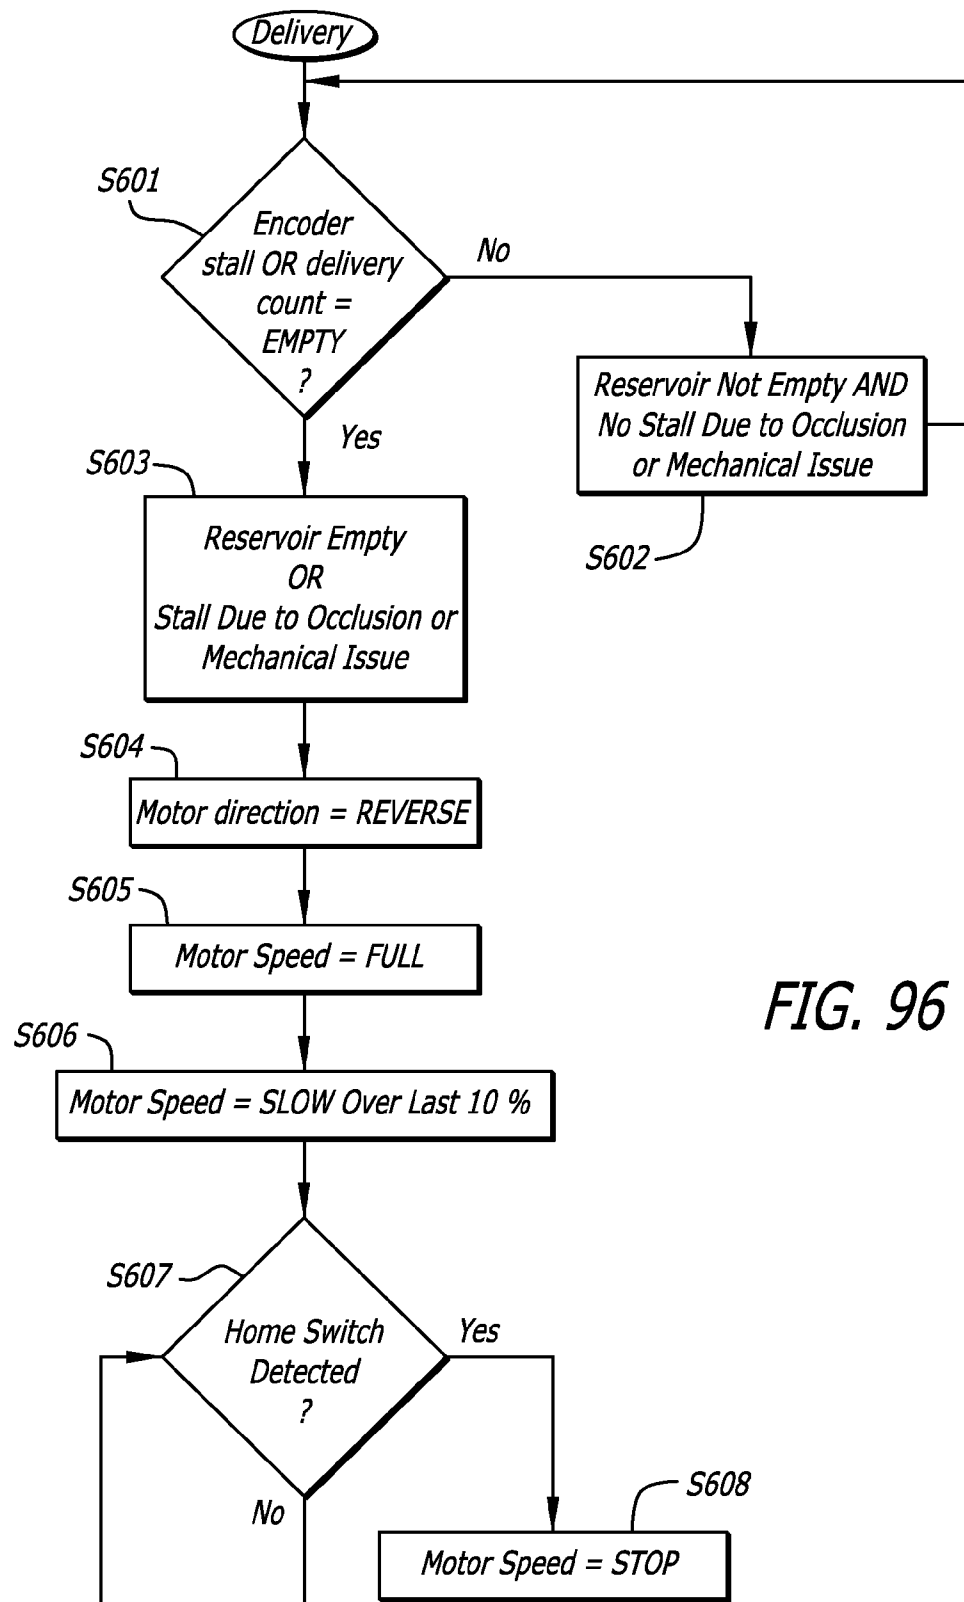 Delivery
S601
Encoder
stall OR delivery
count =
EMPTY
?
No
Reservoir Not Empty AND
No Stall Due to Occlusion
or Mechanical Issue
S602
Yes
S603
Reservoir Empty
OR
Stall Due to Occlusion or
Mechanical Issue
S604
Motor direction = REVERSE
S605
Motor Speed = FULL
FIG. 96
S606
Motor Speed = SLOW Over Last 10 %
S607
Home Switch
Detected
?
Yes
No
S608
Motor Speed = STOP